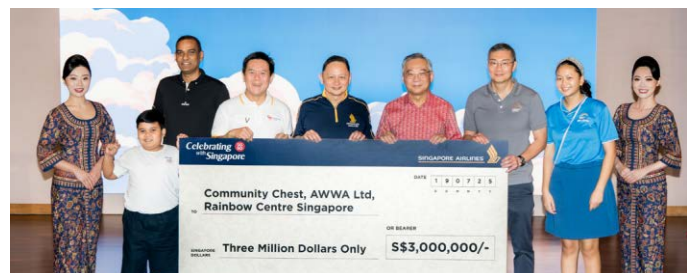 Celebrating
with Singapore
SINGAPORE AIRLINES
DATE 1 9 0 7 2 5
Community Chest, AWWA Ltd,
TO Rainbow Centre Singapore
OR BEARER
SINGAPORE
DOLLARS Three Million Dollars Only S$3,000,000/-